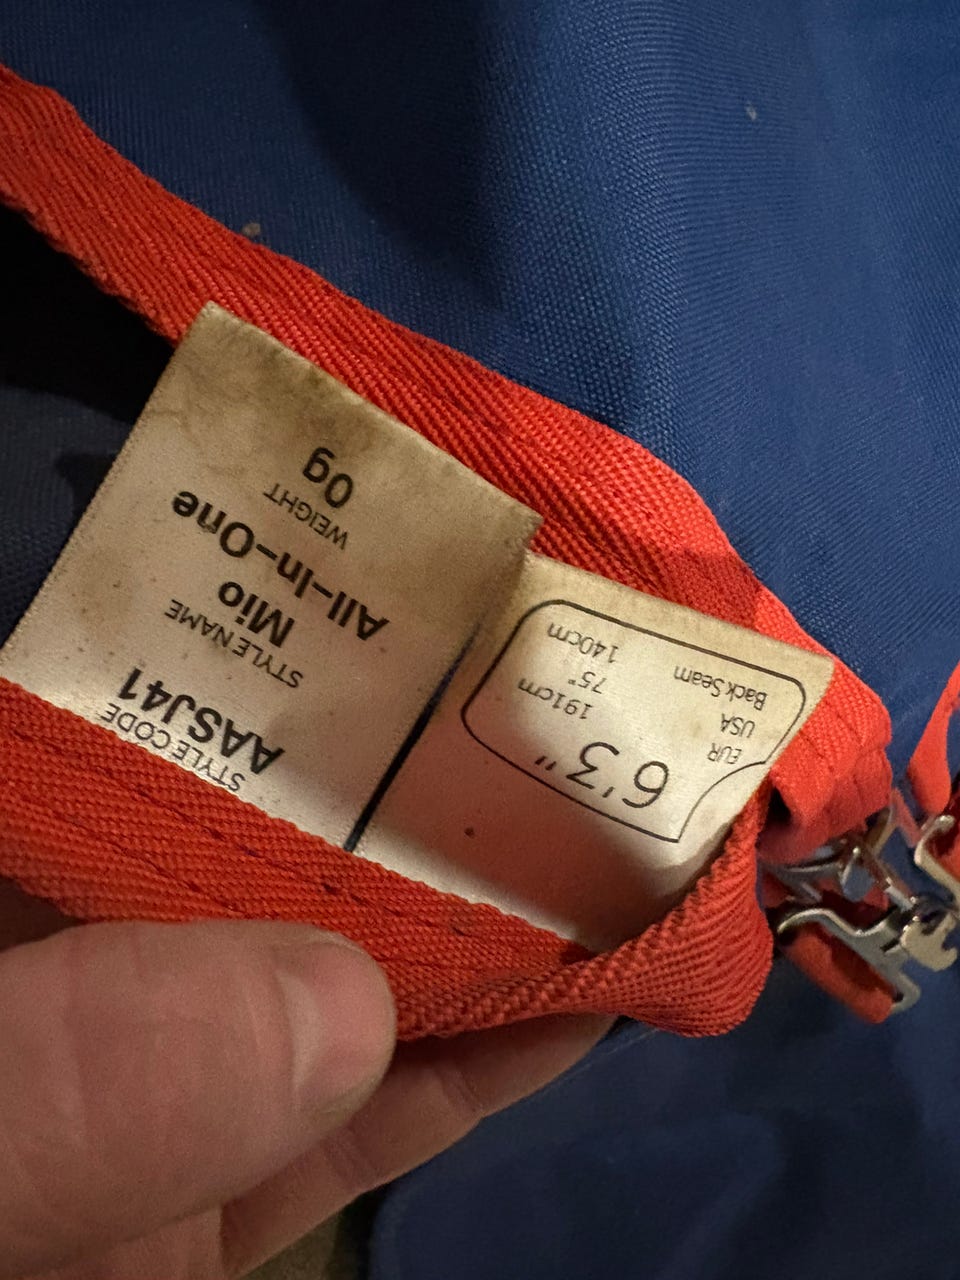 STYLE CODE
AASJ41
STYLE NAME
Mio
All-In-One
WEIGHT
0g
6'3"
EUR 191cm
USA 75"
Back Seam 140cm